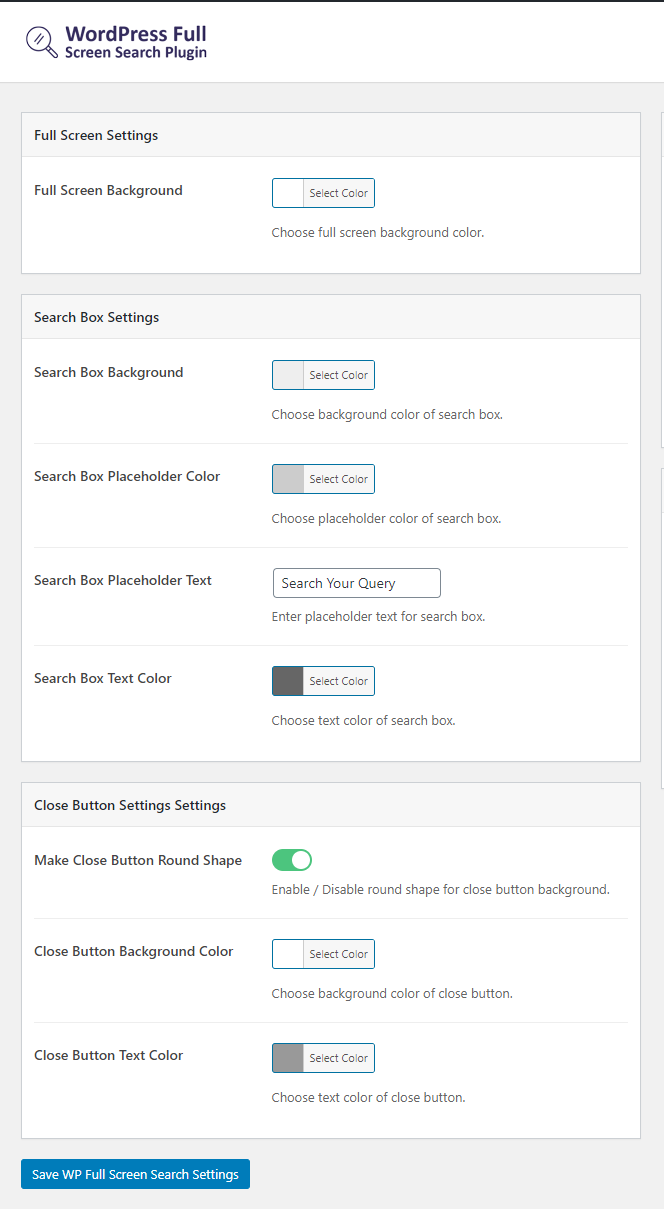 WordPress Full
Screen Search Plugin
Full Screen Settings
Full Screen Background
Select Color
Choose full screen background color.
Search Box Settings
Search Box Background
Select Color
Choose background color of search box.
Search Box Placeholder Color
Select Color
Choose placeholder color of search box.
Search Box Placeholder Text
Search Your Query
Enter placeholder text for search box.
Search Box Text Color
Select Color
Choose text color of search box.
Close Button Settings Settings
Make Close Button Round Shape
Enable / Disable round shape for close button background.
Close Button Background Color
Select Color
Choose background color of close button.
Close Button Text Color
Select Color
Choose text color of close button.
Save WP Full Screen Search Settings